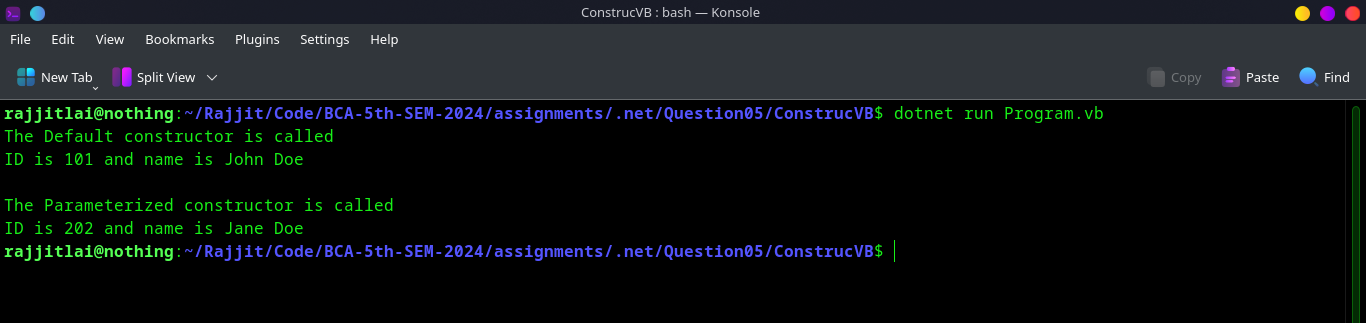 ConstrucVB : bash — Konsole
File Edit View Bookmarks Plugins Settings Help
New Tab Split View Copy Paste Find
rajjitlai@nothing:~/Rajjit/Code/BCA-5th-SEM-2024/assignments/.net/Question05/ConstrucVB$ dotnet run Program.vb
The Default constructor is called
ID is 101 and name is John Doe
The Parameterized constructor is called
ID is 202 and name is Jane Doe
rajjitlai@nothing:~/Rajjit/Code/BCA-5th-SEM-2024/assignments/.net/Question05/ConstrucVB$